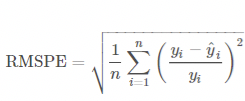 RMSPE = \sqrt{\frac{1}{n} \sum_{i=1}^{n} \left( \frac{y_i - \hat{y}_i}{y_i} \right)^2}